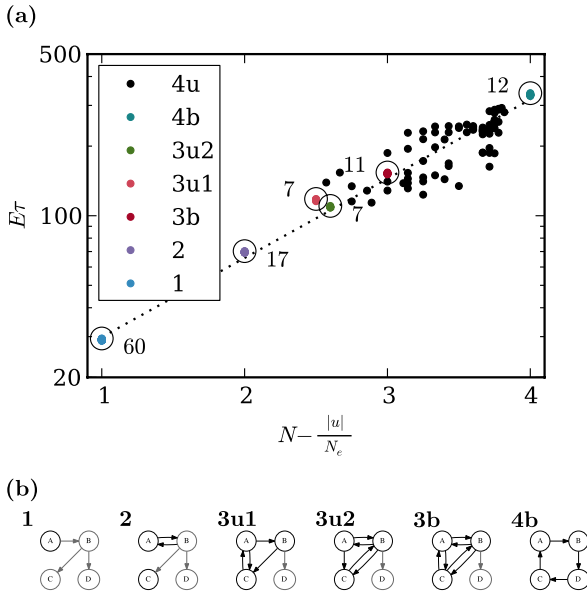 (a)
500
100
20
Eτ
4u
4b
3u2
3u1
3b
2
1
60
17
7
7
11
12
1 2 3 4
N − |u| / N_e
(b)
1 2 3u1 3u2 3b 4b
A B A B A B A B A B A B
C D C D C D C D C D C D